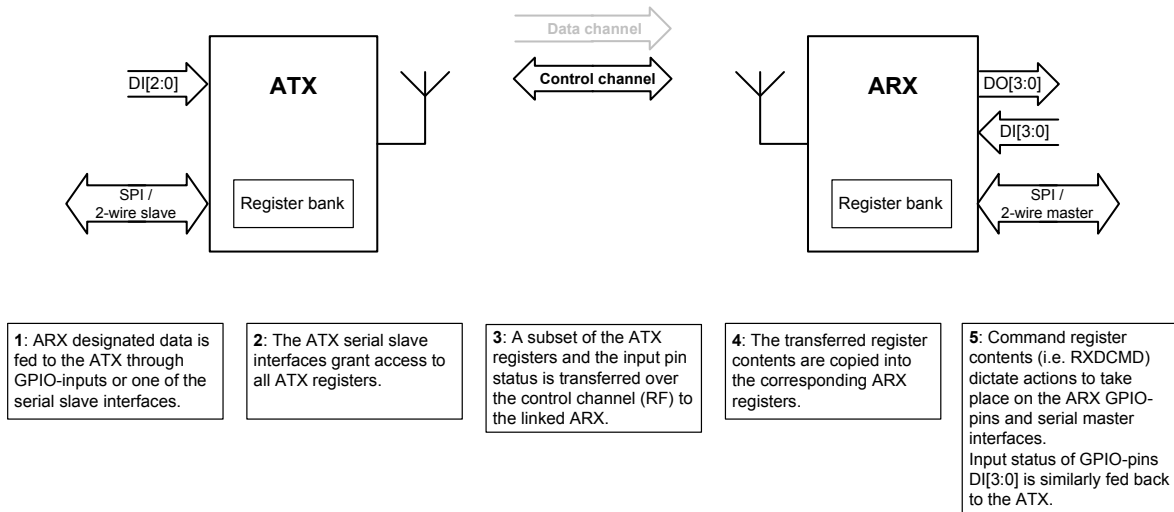 Data channel
Control channel
DI[2:0]
ATX
SPI /
2-wire slave
Register bank
ARX
DO[3:0]
DI[3:0]
Register bank
SPI /
2-wire master
1: ARX designated data is
fed to the ATX through
GPIO-inputs or one of the
serial slave interfaces.
2: The ATX serial slave
interfaces grant access to
all ATX registers.
3: A subset of the ATX
registers and the input pin
status is transferred over
the control channel (RF) to
the linked ARX.
4: The transferred register
contents are copied into
the corresponding ARX
registers.
5: Command register
contents (i.e. RXDCMD)
dictate actions to take
place on the ARX GPIO-
pins and serial master
interfaces.
Input status of GPIO-pins
DI[3:0] is similarly fed back
to the ATX.